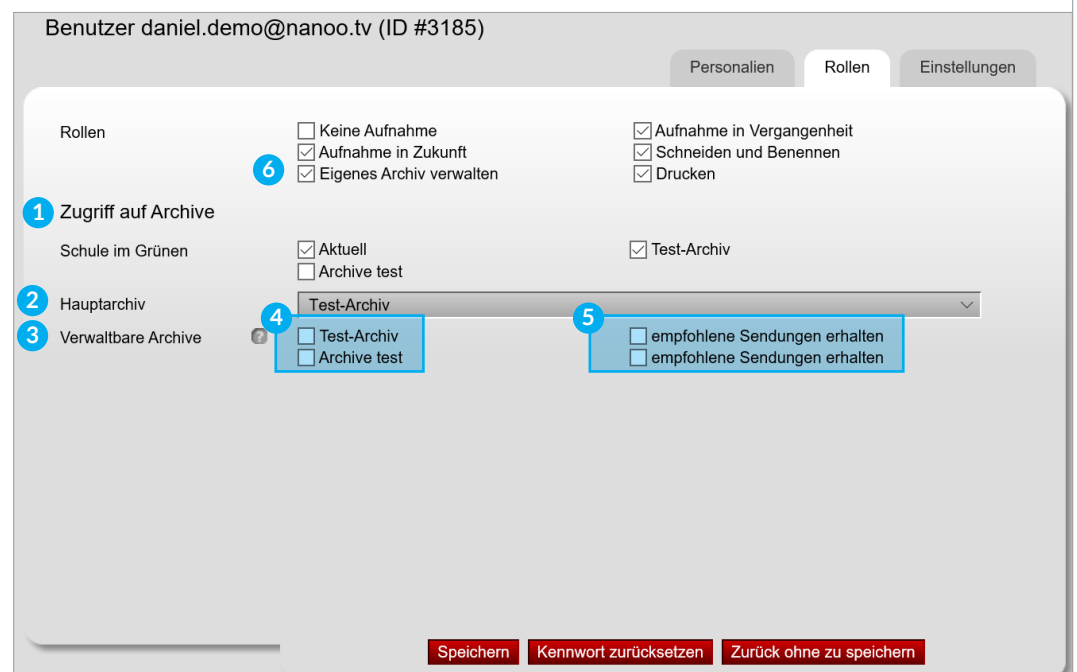 Benutzer daniel.demo@nanoo.tv (ID #3185)
Personalien Rollen Einstellungen
Rollen Keine Aufnahme Aufnahme in Vergangenheit
Aufnahme in Zukunft Schneiden und Benennen
6 Eigenes Archiv verwalten Drucken
1 Zugriff auf Archive
Schule im Grünen Aktuell Test-Archiv
Archive test
2 Hauptarchiv Test-Archiv
4 5
3 Verwaltbare Archive ? Test-Archiv empfohlene Sendungen erhalten
Archive test empfohlene Sendungen erhalten
Speichern Kennwort zurücksetzen Zurück ohne zu speichern